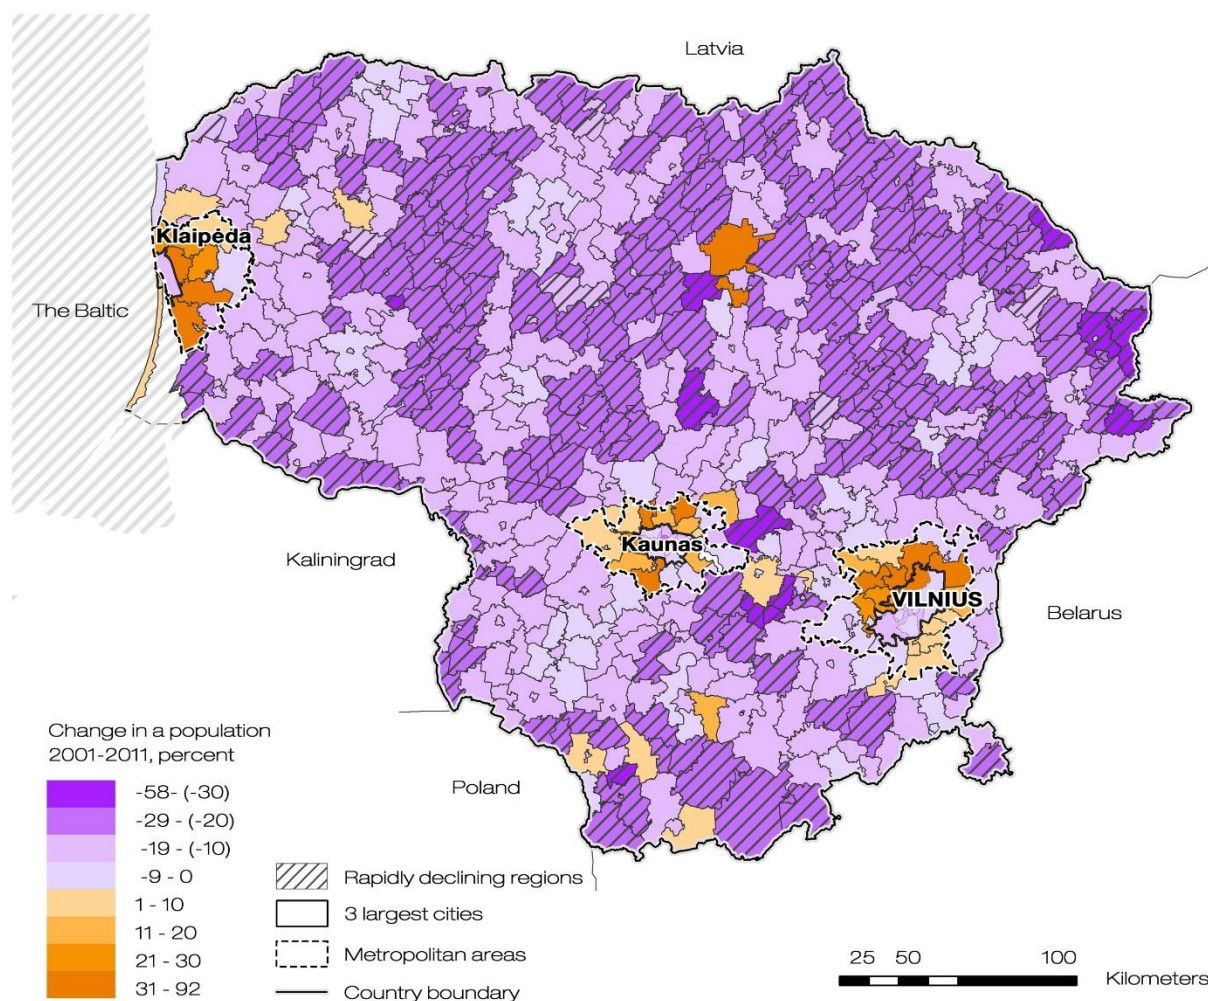 Latvia
Klaipėda
The Baltic
Kaliningrad
Kaunas
VILNIUS
Belarus
Poland
Change in a population
2001-2011, percent
-58- (-30)
-29 - (-20)
-19 - (-10)
-9 - 0
1 - 10
11 - 20
21 - 30
31 - 92
Rapidly declining regions
3 largest cities
Metropolitan areas
Country boundary
25 50 100
Kilometers